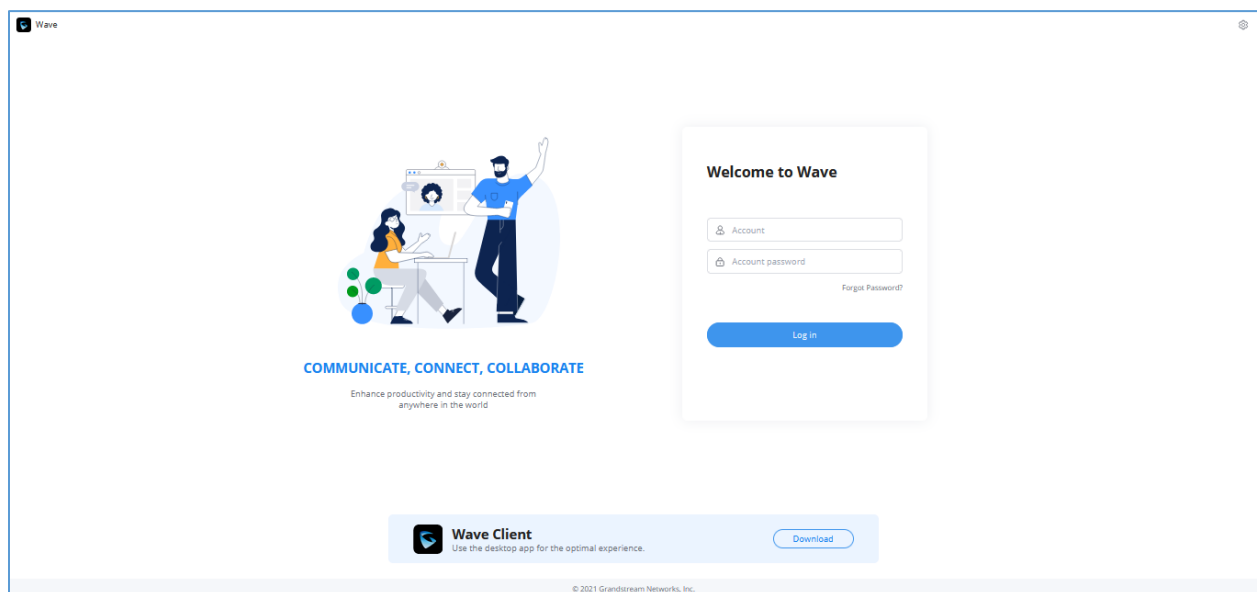 Wave
Welcome to Wave
Account
Account password
Forgot Password?
Log in
COMMUNICATE, CONNECT, COLLABORATE
Enhance productivity and stay connected from
anywhere in the world
Wave Client
Use the desktop app for the optimal experience.
Download
© 2021 Grandstream Networks, Inc.